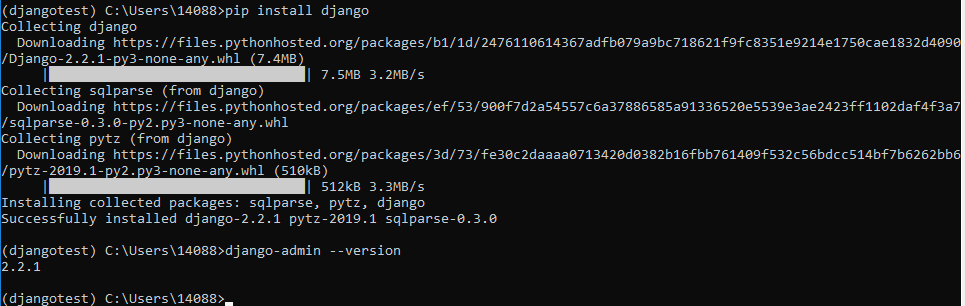 (djangotest) C:\Users\14088>pip install django
Collecting django
  Downloading https://files.pythonhosted.org/packages/b1/1d/2476110614367adfb079a9bc718621f9fc8351e9214e1750cae1832d4090
/Django-2.2.1-py3-none-any.whl (7.4MB)
     |████████████████████████████████| 7.5MB 3.2MB/s
Collecting sqlparse (from django)
  Downloading https://files.pythonhosted.org/packages/ef/53/900f7d2a54557c6a37886585a91336520e5539e3ae2423ff1102daf4f3a7
/sqlparse-0.3.0-py2.py3-none-any.whl
Collecting pytz (from django)
  Downloading https://files.pythonhosted.org/packages/3d/73/fe30c2daaaa0713420d0382b16fbb761409f532c56bdcc514bf7b6262bb6
/pytz-2019.1-py2.py3-none-any.whl (510kB)
     |████████████████████████████████| 512kB 3.3MB/s
Installing collected packages: sqlparse, pytz, django
Successfully installed django-2.2.1 pytz-2019.1 sqlparse-0.3.0
(djangotest) C:\Users\14088>django-admin --version
2.2.1
(djangotest) C:\Users\14088>